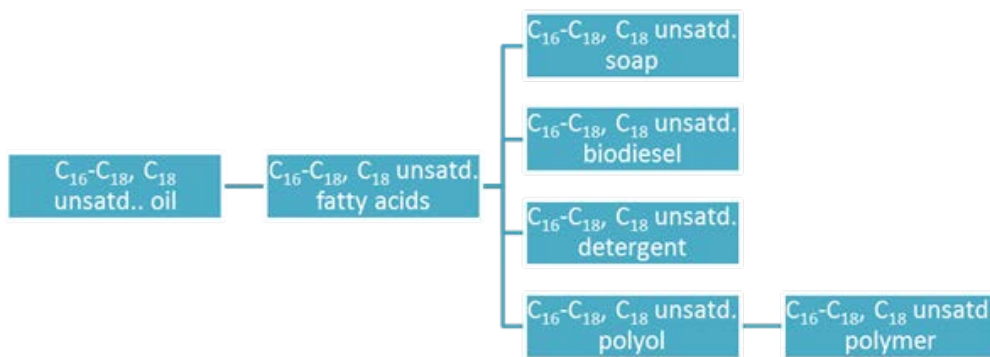 C₁₆-C₁₈, C₁₈ unsatd.
soap
C₁₆-C₁₈, C₁₈ unsatd.
biodiesel
C₁₆-C₁₈, C₁₈
unsatd.. oil
C₁₆-C₁₈, C₁₈ unsatd.
fatty acids
C₁₆-C₁₈, C₁₈ unsatd.
detergent
C₁₆-C₁₈, C₁₈ unsatd.
polyol
C₁₆-C₁₈, C₁₈ unsatd
polymer